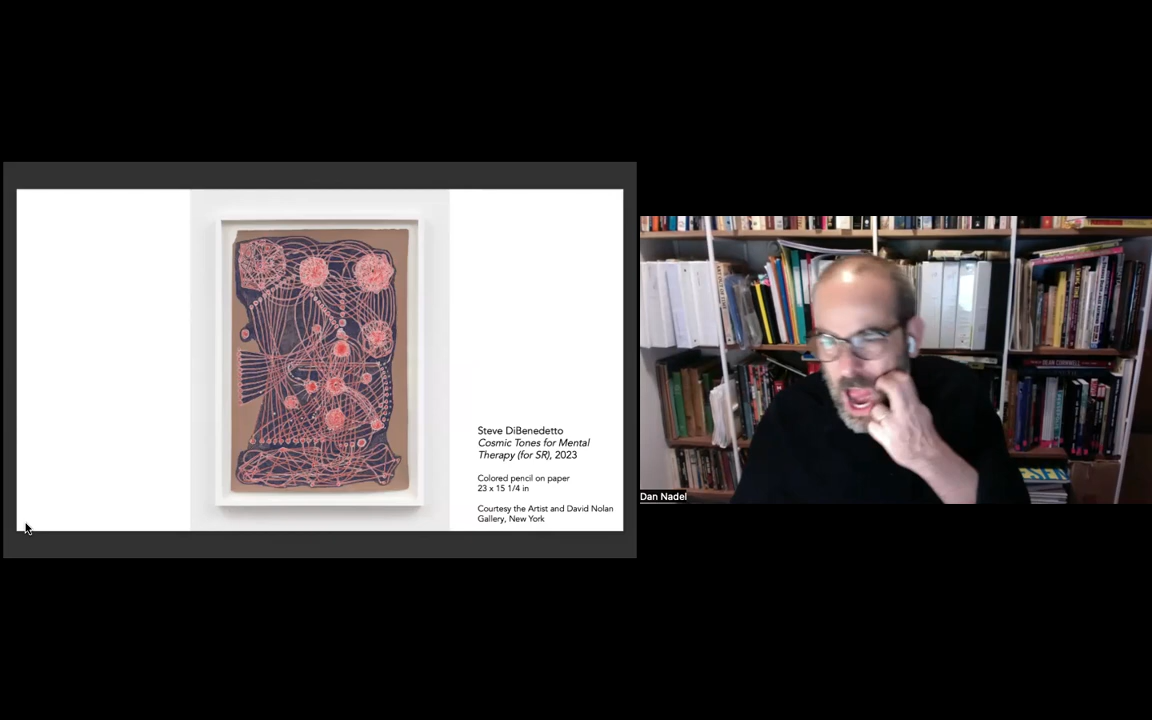 Steve DiBenedetto
Cosmic Tones for Mental
Therapy (for SR), 2023
Colored pencil on paper
23 x 15 1/4 in
Courtesy the Artist and David Nolan
Gallery, New York
Dan Nadel